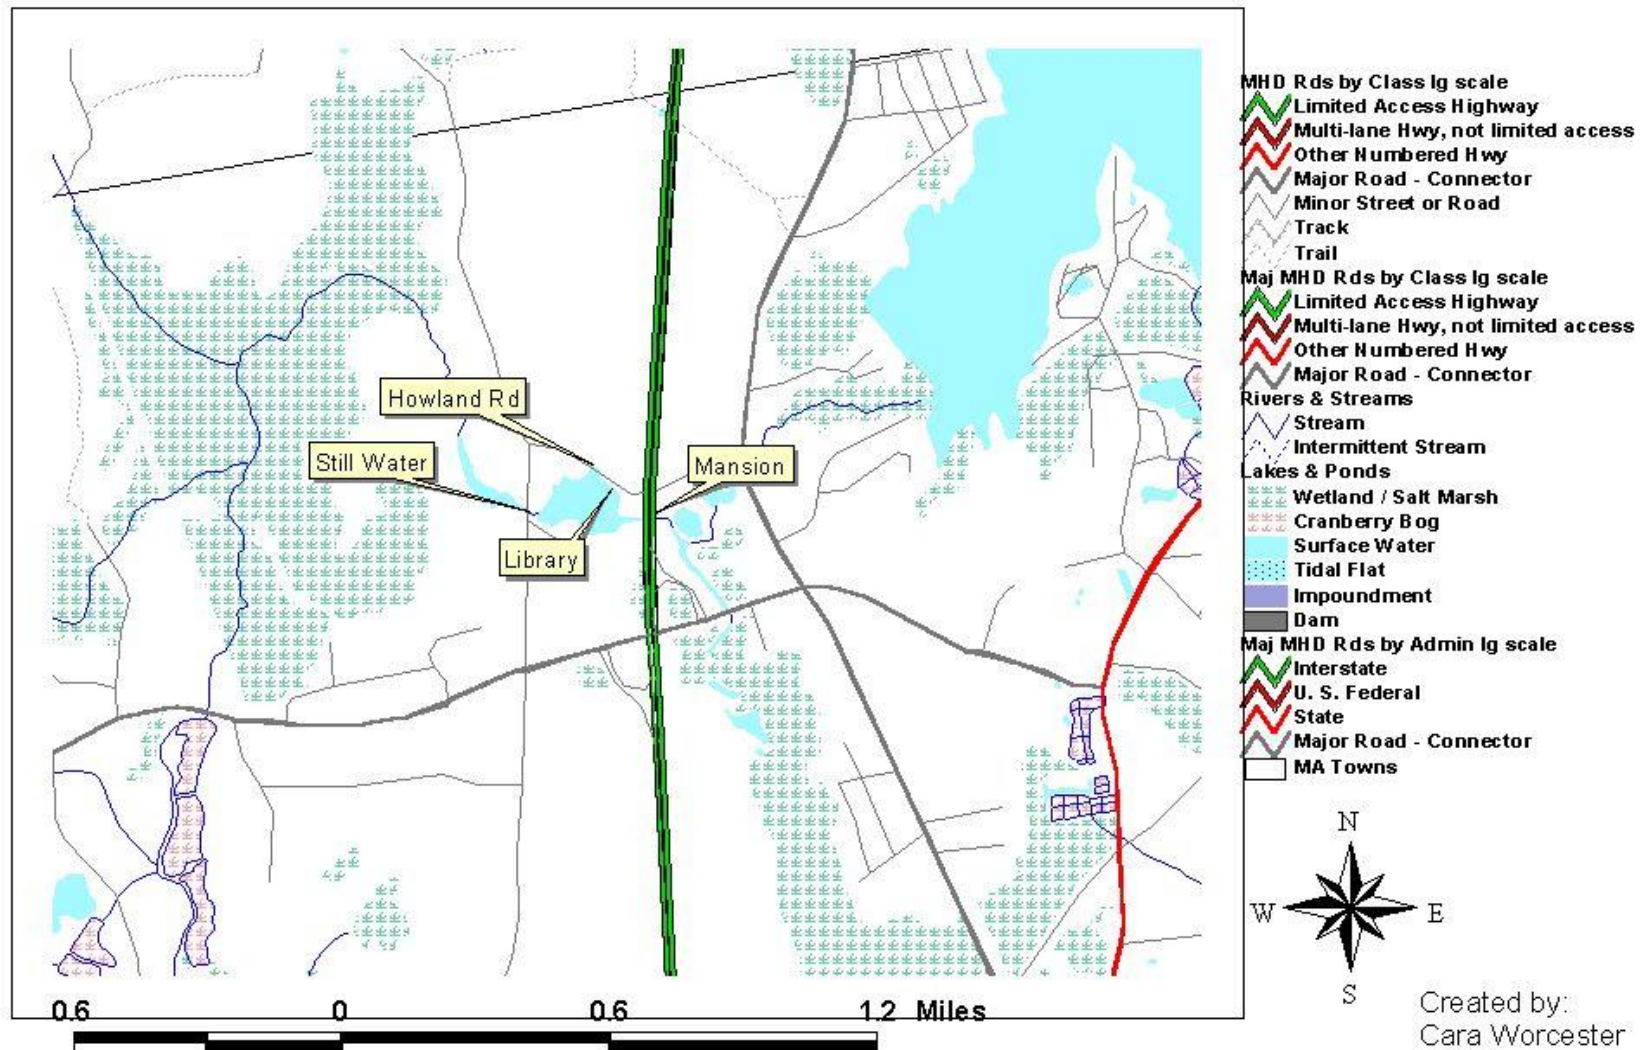 Howland Rd
Still Water
Mansion
Library
0.6 0 0.6 1.2 Miles
MHD Rds by Class lg scale
Limited Access Highway
Multi-lane Hwy, not limited access
Other Numbered Hwy
Major Road - Connector
Minor Street or Road
Track
Trail
Maj MHD Rds by Class lg scale
Limited Access Highway
Multi-lane Hwy, not limited access
Other Numbered Hwy
Major Road - Connector
Rivers & Streams
Stream
Intermittent Stream
Lakes & Ponds
Wetland / Salt Marsh
Cranberry Bog
Surface Water
Tidal Flat
Impoundment
Dam
Maj MHD Rds by Admin lg scale
Interstate
U. S. Federal
State
Major Road - Connector
MA Towns
N
W E
S
Created by:
Cara Worcester